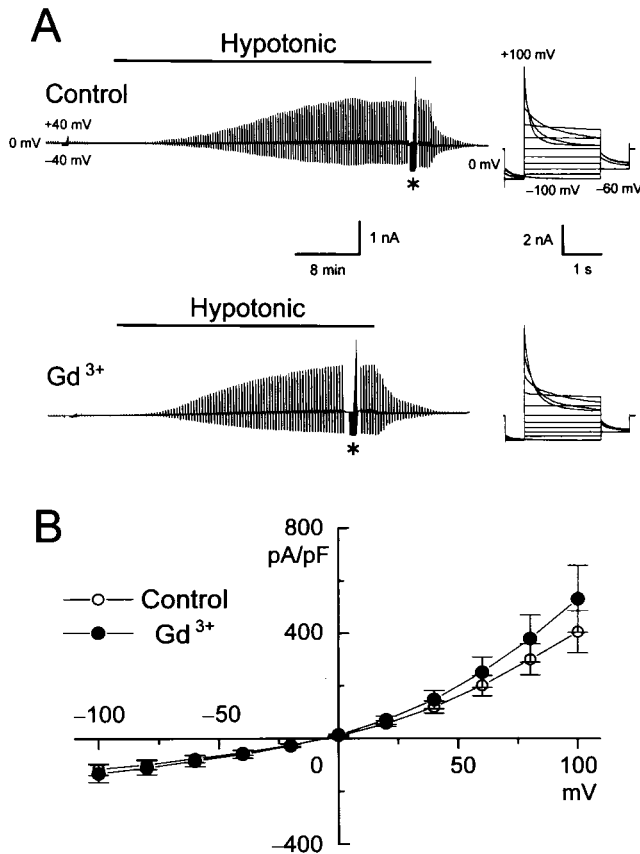 A
Hypotonic
+100 mV
Control
+40 mV
0 mV
−40 mV
*
0 mV
−100 mV
−60 mV
1 nA
8 min
2 nA
1 s
Hypotonic
Gd 3+
*
B
800
pA/pF
Control
Gd 3+
400
−100
−50
0
50
100
mV
−400